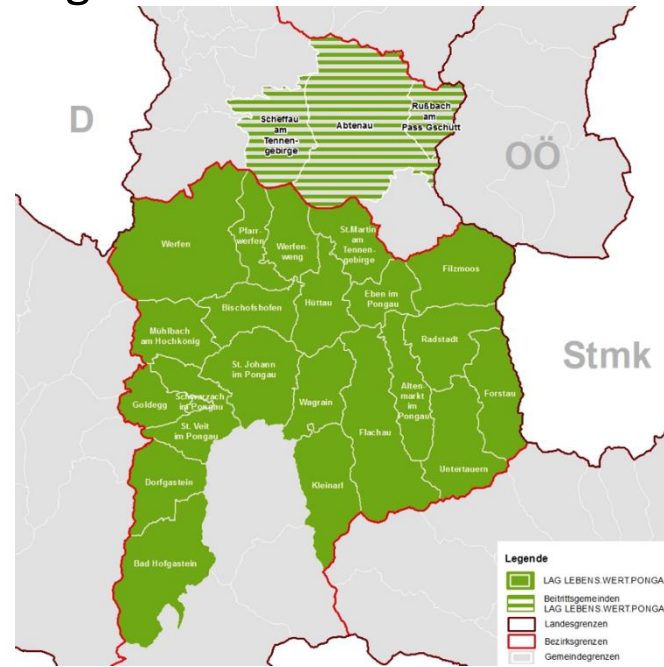 D
OÖ
Stmk
Scheffau
am
Tennen-
gebirge
Abtenau
Rußbach
am
Pass Gschütt
Werfen
Pfarr-
werfen
Werfen-
weng
St.Martin
am
Tennen-
gebirge
Filzmoos
Bischofshofen
Hüttau
Eben im
Pongau
Mühlbach
am Hochkönig
Radstadt
St. Johann
im Pongau
Goldegg
Schwarzach
im Pongau
Wagrain
Alten-
markt
im
Pongau
Forstau
St. Veit
im Pongau
Flachau
Untertauern
Dorfgastein
Kleinarl
Bad Hofgastein
Legende
LAG LEBENS.WERT.PONGA
Beitrittsgemeinden
LAG LEBENS.WERT.PONGA
Landesgrenzen
Bezirksgrenzen
Gemeindegrenzen